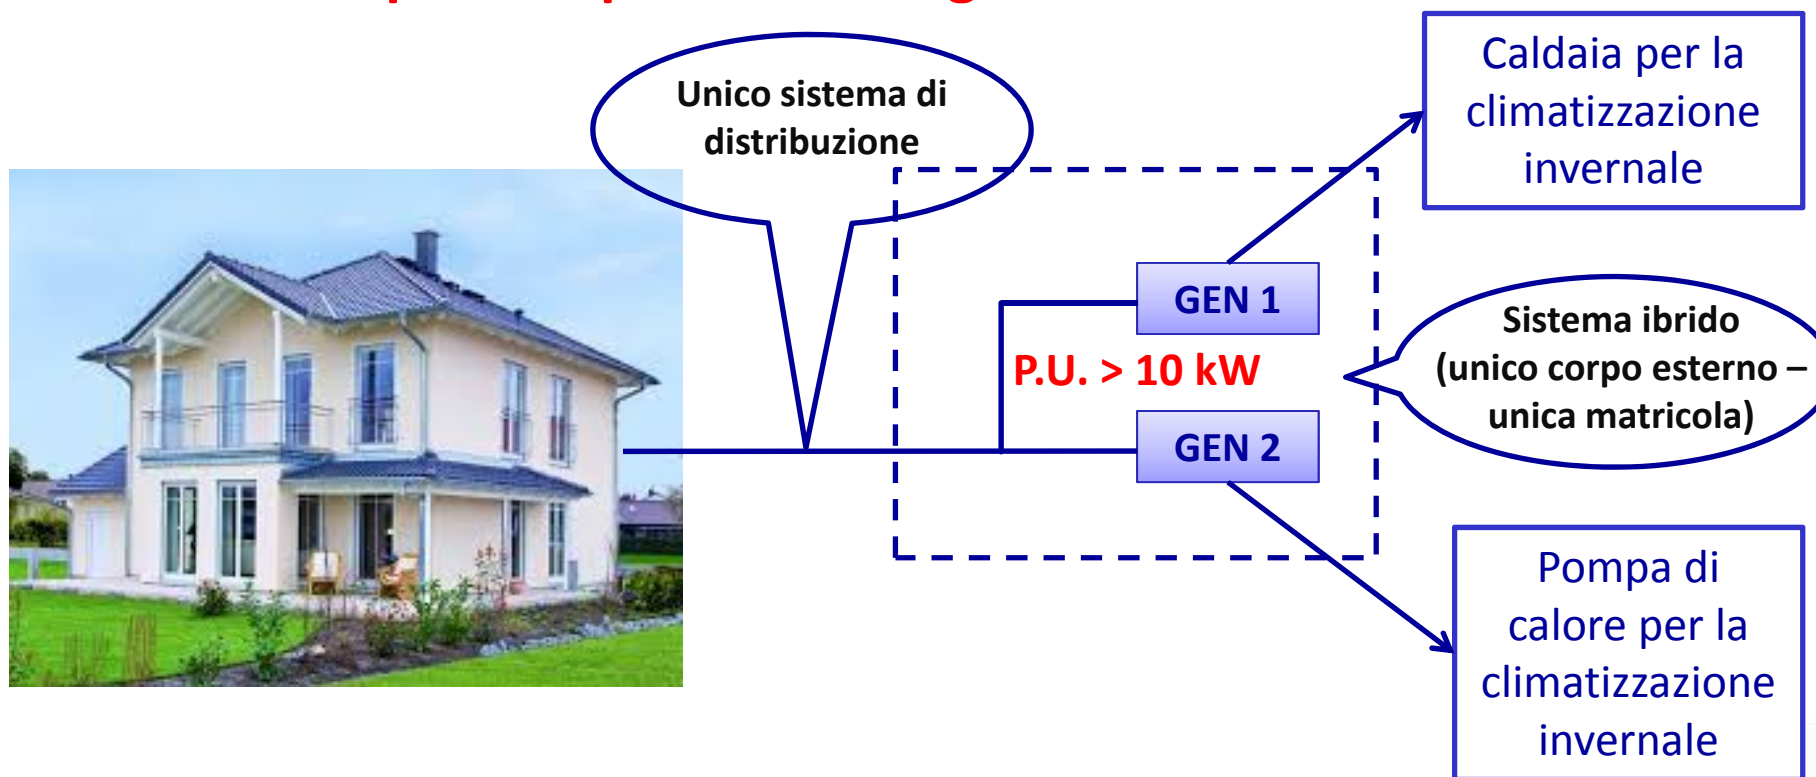 Unico sistema di
distribuzione
Caldaia per la
climatizzazione
invernale
GEN 1
P.U. > 10 kW
Sistema ibrido
(unico corpo esterno –
unica matricola)
GEN 2
Pompa di
calore per la
climatizzazione
invernale